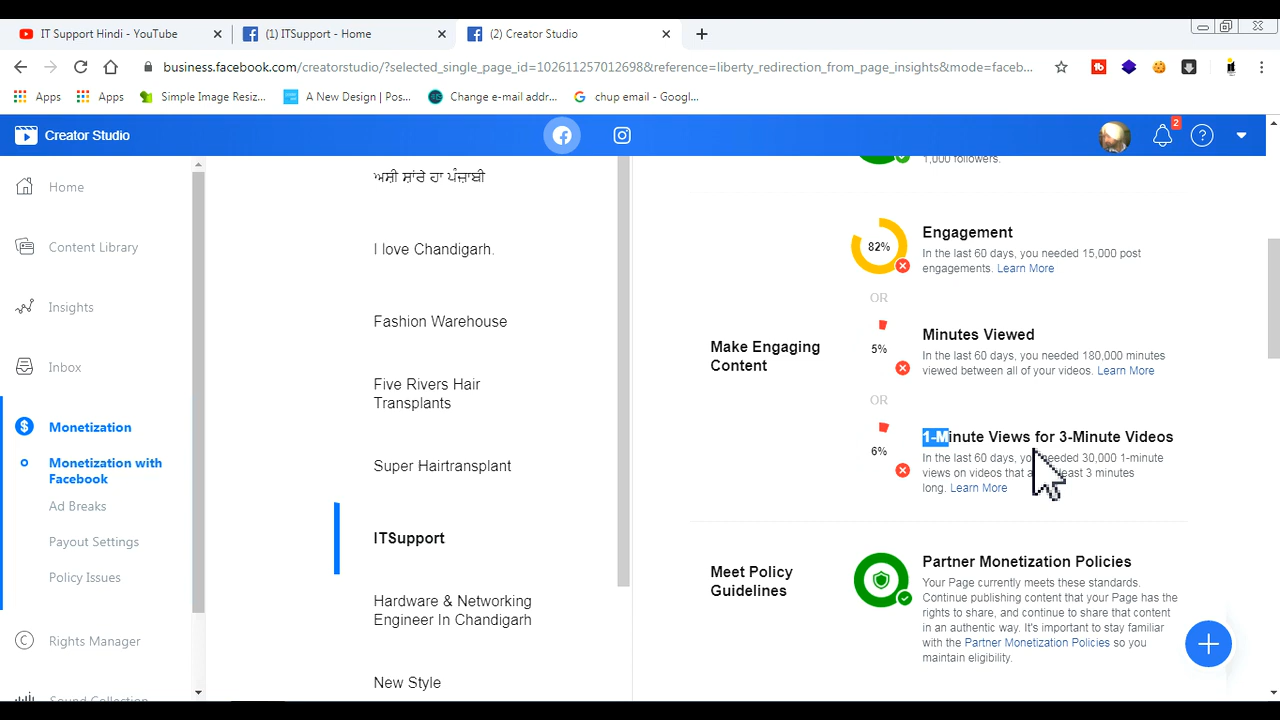 IT Support Hindi - YouTube
(1) ITSupport - Home
(2) Creator Studio
business.facebook.com/creatorstudio/?selected_single_page_id=102611257012698&reference=liberty_redirection_from_page_insights&mode=faceb...
Apps
Apps
Simple Image Resiz...
A New Design | Pos...
Change e-mail addr...
chup email - Googl...
Creator Studio
2
Home
Content Library
Insights
Inbox
Monetization
Monetization with
Facebook
Ad Breaks
Payout Settings
Policy Issues
Rights Manager
Sound Collection
ਅਸ਼ੀ ਸ਼ਾਂਰੇ ਹਾ ਪੰਜ਼ਾਬੀ
I love Chandigarh.
Fashion Warehouse
Five Rivers Hair
Transplants
Super Hairtransplant
ITSupport
Hardware & Networking
Engineer In Chandigarh
New Style
1,000 followers.
Make Engaging
Content
82%
Engagement
In the last 60 days, you needed 15,000 post
engagements. Learn More
OR
5%
Minutes Viewed
In the last 60 days, you needed 180,000 minutes
viewed between all of your videos. Learn More
OR
6%
1-Minute Views for 3-Minute Videos
In the last 60 days, you needed 30,000 1-minute
views on videos that a least 3 minutes
long. Learn More
Meet Policy
Guidelines
Partner Monetization Policies
Your Page currently meets these standards.
Continue publishing content that your Page has the
rights to share, and continue to share that content
in an authentic way. It's important to stay familiar
with the Partner Monetization Policies so you
maintain eligibility.